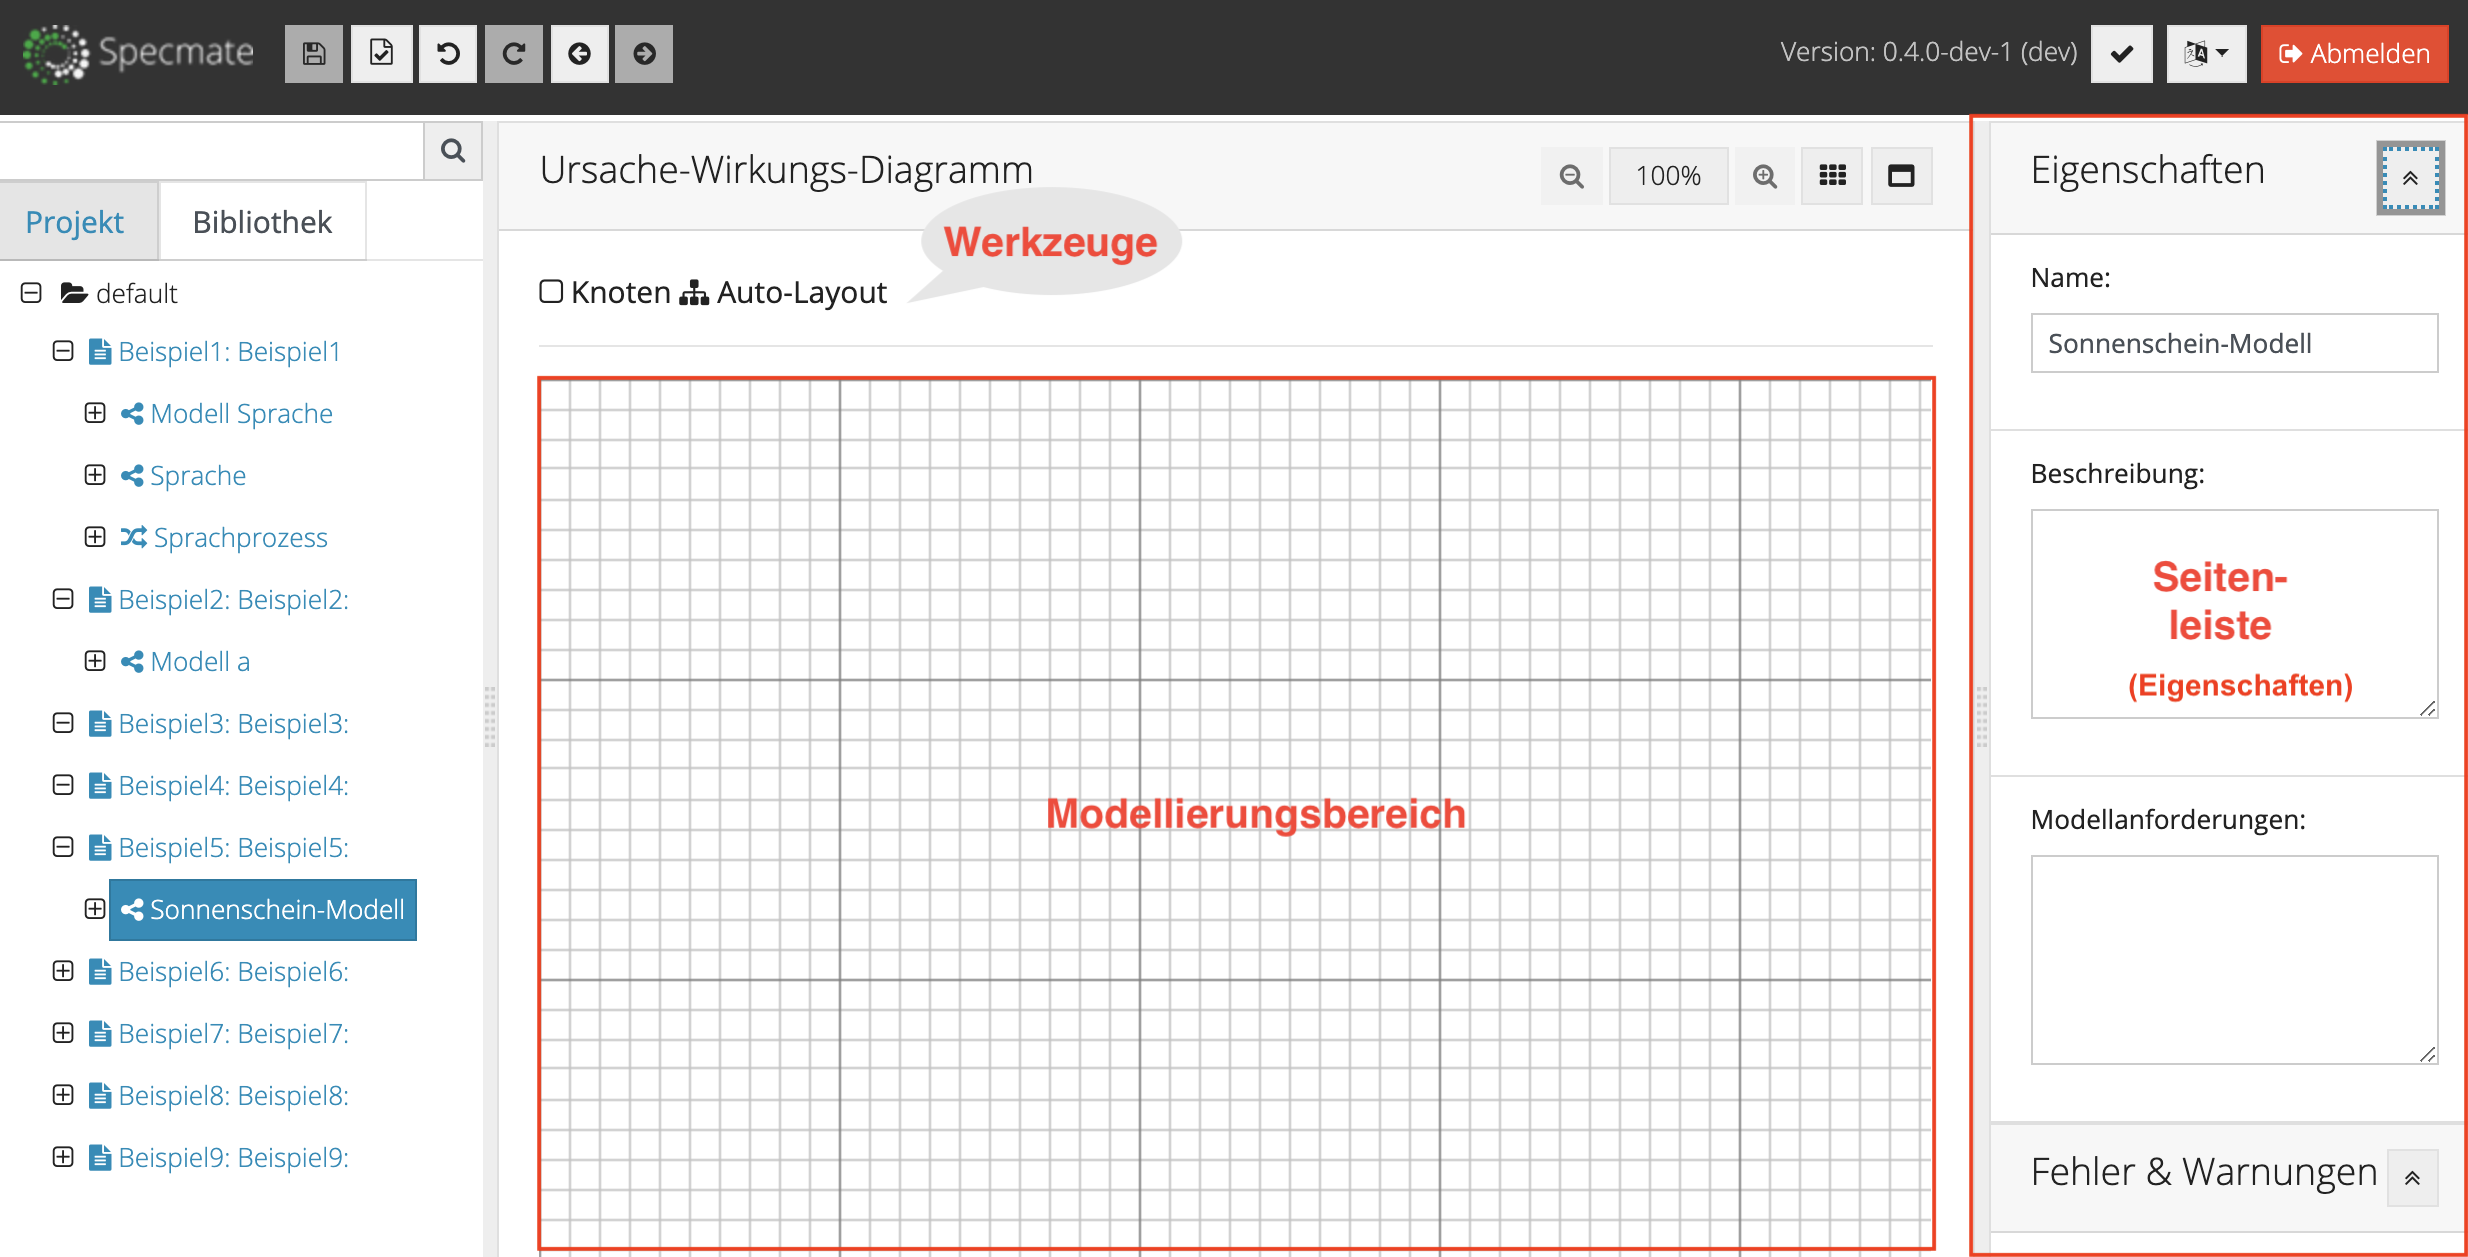 Specmate
Version: 0.4.0-dev-1 (dev)
Abmelden
Projekt
Bibliothek
default
Beispiel1: Beispiel1
Modell Sprache
Sprache
Sprachprozess
Beispiel2: Beispiel2:
Modell a
Beispiel3: Beispiel3:
Beispiel4: Beispiel4:
Beispiel5: Beispiel5:
Sonnenschein-Modell
Beispiel6: Beispiel6:
Beispiel7: Beispiel7:
Beispiel8: Beispiel8:
Beispiel9: Beispiel9:
Ursache-Wirkungs-Diagramm
100%
Werkzeuge
Knoten Auto-Layout
Modellierungsbereich
Eigenschaften
Name:
Sonnenschein-Modell
Beschreibung:
Seiten-
leiste
(Eigenschaften)
Modellanforderungen:
Fehler & Warnungen